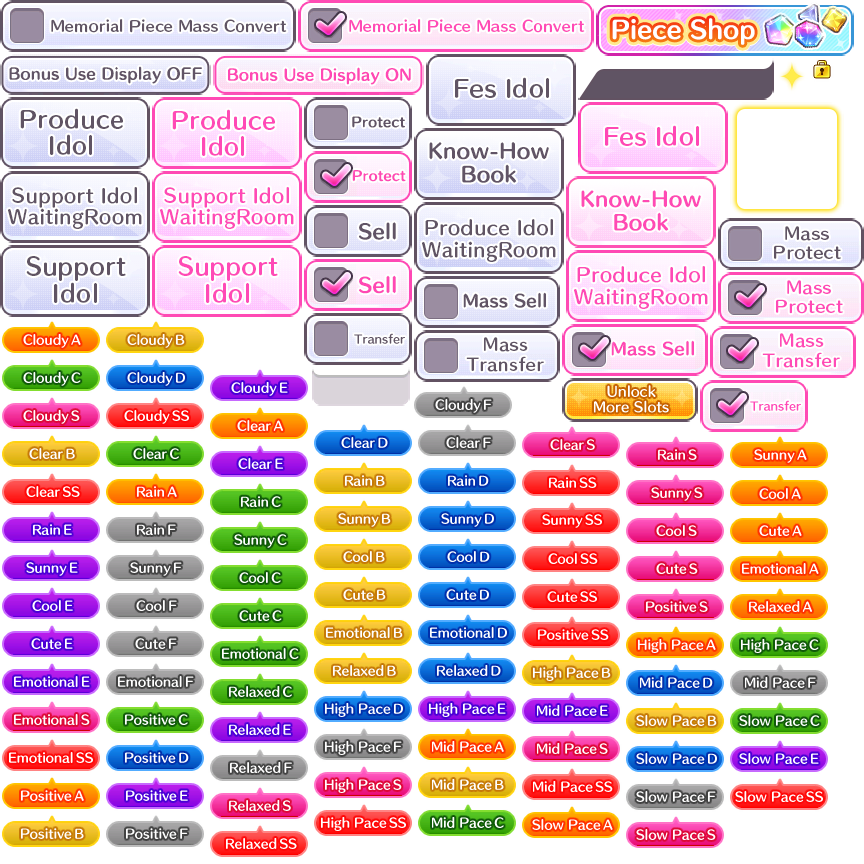 Memorial Piece Mass Convert
Memorial Piece Mass Convert
Piece Shop
Bonus Use Display OFF
Bonus Use Display ON
Fes Idol
Produce
Idol
Produce
Idol
Protect
Fes Idol
Know-How
Book
Protect
Support Idol
WaitingRoom
Support Idol
WaitingRoom
Know-How
Book
Sell
Produce Idol
WaitingRoom
Mass
Protect
Support
Idol
Support
Idol
Sell
Produce Idol
WaitingRoom
Mass Sell
Mass
Protect
Transfer
Mass
Transfer
Mass Sell
Mass
Transfer
Unlock
More Slots
Transfer
Cloudy A
Cloudy B
Cloudy C
Cloudy D
Cloudy E
Cloudy F
Cloudy S
Cloudy SS
Clear A
Clear B
Clear C
Clear D
Clear F
Clear S
Rain S
Sunny A
Clear E
Clear SS
Rain A
Rain B
Rain D
Rain SS
Sunny S
Cool A
Rain C
Rain E
Rain F
Sunny B
Sunny D
Sunny SS
Cool S
Cute A
Sunny C
Sunny E
Sunny F
Cool B
Cool D
Cool SS
Cute S
Emotional A
Cool C
Cool E
Cool F
Cute B
Cute D
Cute SS
Positive S
Relaxed A
Cute C
Cute E
Cute F
Emotional B
Emotional D
Positive SS
High Pace A
High Pace C
Emotional C
Emotional E
Emotional F
Relaxed B
Relaxed D
High Pace B
Mid Pace D
Mid Pace F
Relaxed C
Emotional S
Positive C
High Pace D
High Pace E
Mid Pace E
Slow Pace B
Slow Pace C
Relaxed E
Emotional SS
Positive D
High Pace F
Mid Pace A
Mid Pace S
Slow Pace D
Slow Pace E
Relaxed F
Positive A
Positive E
High Pace S
Mid Pace B
Mid Pace SS
Slow Pace F
Slow Pace SS
Relaxed S
Positive B
Positive F
High Pace SS
Mid Pace C
Slow Pace A
Slow Pace S
Relaxed SS